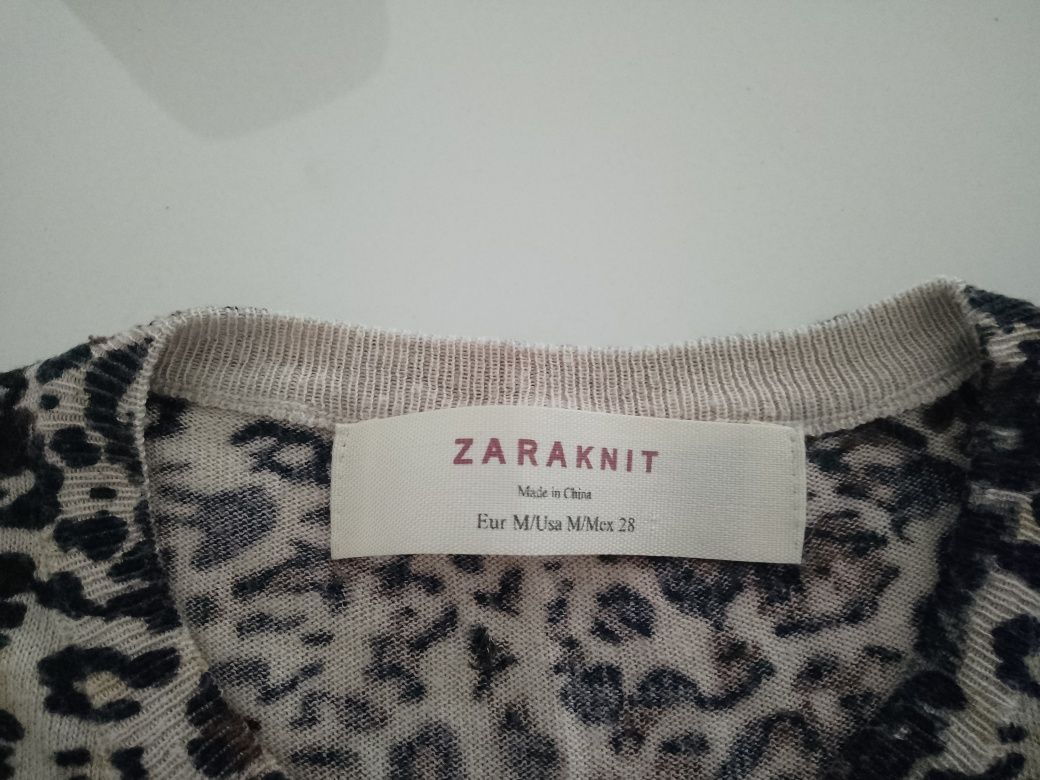 ZARAKNIT
Made in China
Eur M/Usa M/Mex 28